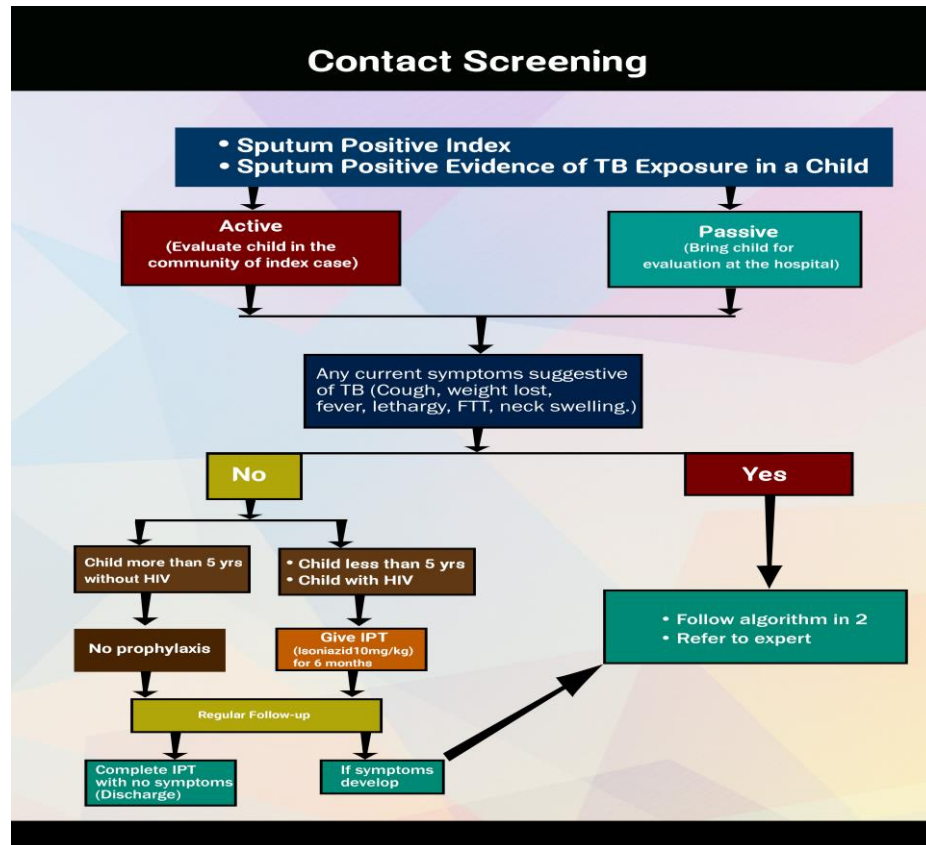 Contact Screening
• Sputum Positive Index
• Sputum Positive Evidence of TB Exposure in a Child
Active
(Evaluate child in the
community of index case)
Passive
(Bring child for
evaluation at the hospital)
Any current symptoms suggestive
of TB (Cough, weight lost,
fever, lethargy, FTT, neck swelling.)
No
Yes
Child more than 5 yrs
without HIV
• Child less than 5 yrs
• Child with HIV
No prophylaxis
Give IPT
(Isoniazid10mg/kg)
for 6 months
• Follow algorithm in 2
• Refer to expert
Regular Follow-up
Complete IPT
with no symptoms
(Discharge)
If symptoms
develop